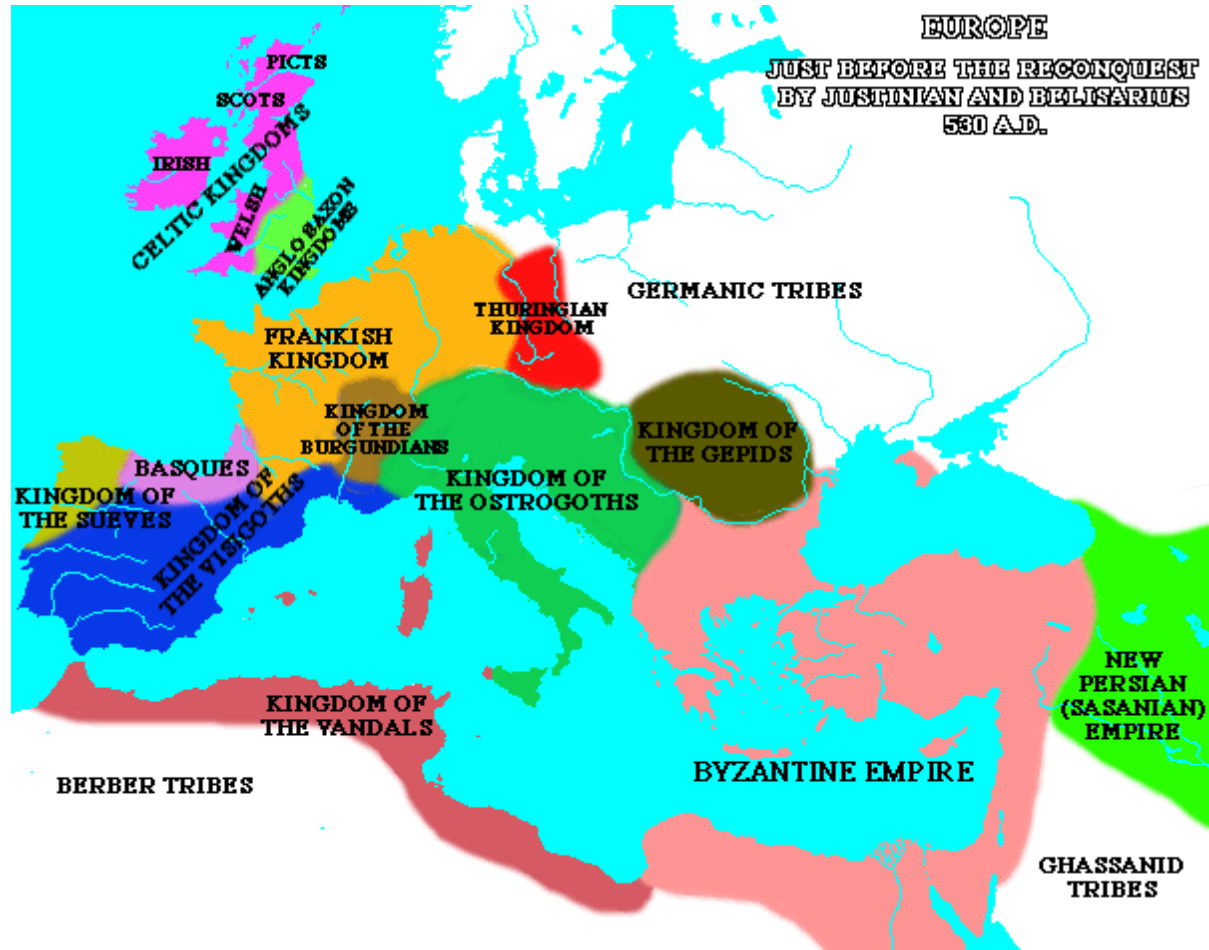 EUROPE
JUST BEFORE THE RECONQUEST
BY JUSTINIAN AND BELISARIUS
530 A.D.
PICTS
SCOTS
IRISH
CELTIC KINGDOMS
WELSH
ANGLO SAXON
KINGDOMS
GERMANIC TRIBES
THURINGIAN
KINGDOM
FRANKISH
KINGDOM
KINGDOM
OF THE
BURGUNDIANS
KINGDOM OF
THE GEPIDS
BASQUES
KINGDOM OF
THE SUEVES
KINGDOM OF
THE VISIGOTHS
KINGDOM OF
THE OSTROGOTHS
NEW
PERSIAN
(SASANIAN)
EMPIRE
KINGDOM OF
THE VANDALS
BYZANTINE EMPIRE
BERBER TRIBES
GHASSANID
TRIBES